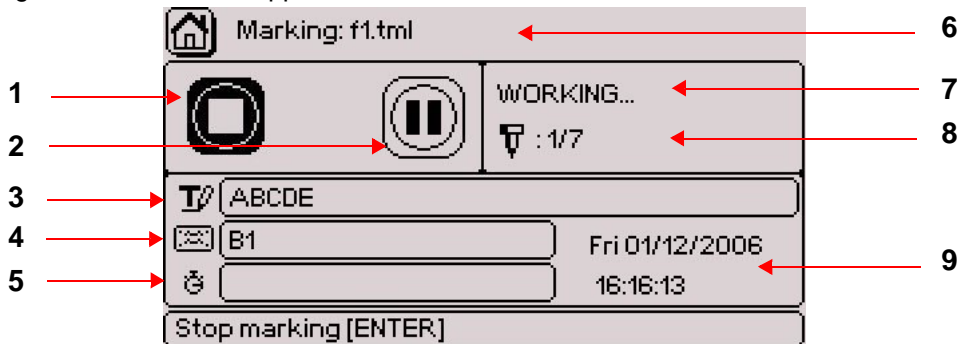 Marking: f1.tml
6
1
WORKING...
7
2
: 1/7
8
3
ABCDE
4
B1
Fri 01/12/2006
9
5
16:16:13
Stop marking [ENTER]